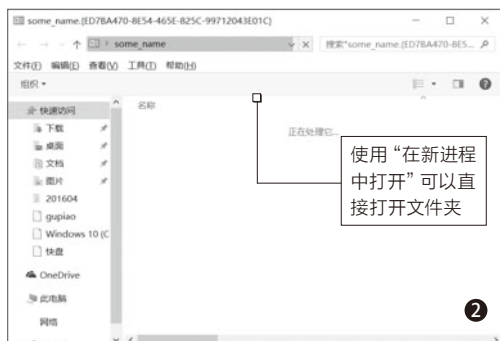 some_name.{ED7BA470-8E54-465E-825C-99712043E01C}
some_name
搜索"some_name.{ED7BA470-8E5...
文件(F) 编辑(E) 查看(V) 工具(T) 帮助(H)
组织
名称
快速访问
下载
桌面
文档
图片
201604
gupiao
Windows 10 (C
快盘
OneDrive
此电脑
网络
正在处理它...
使用“在新进程
中打开”可以直
接打开文件夹
2